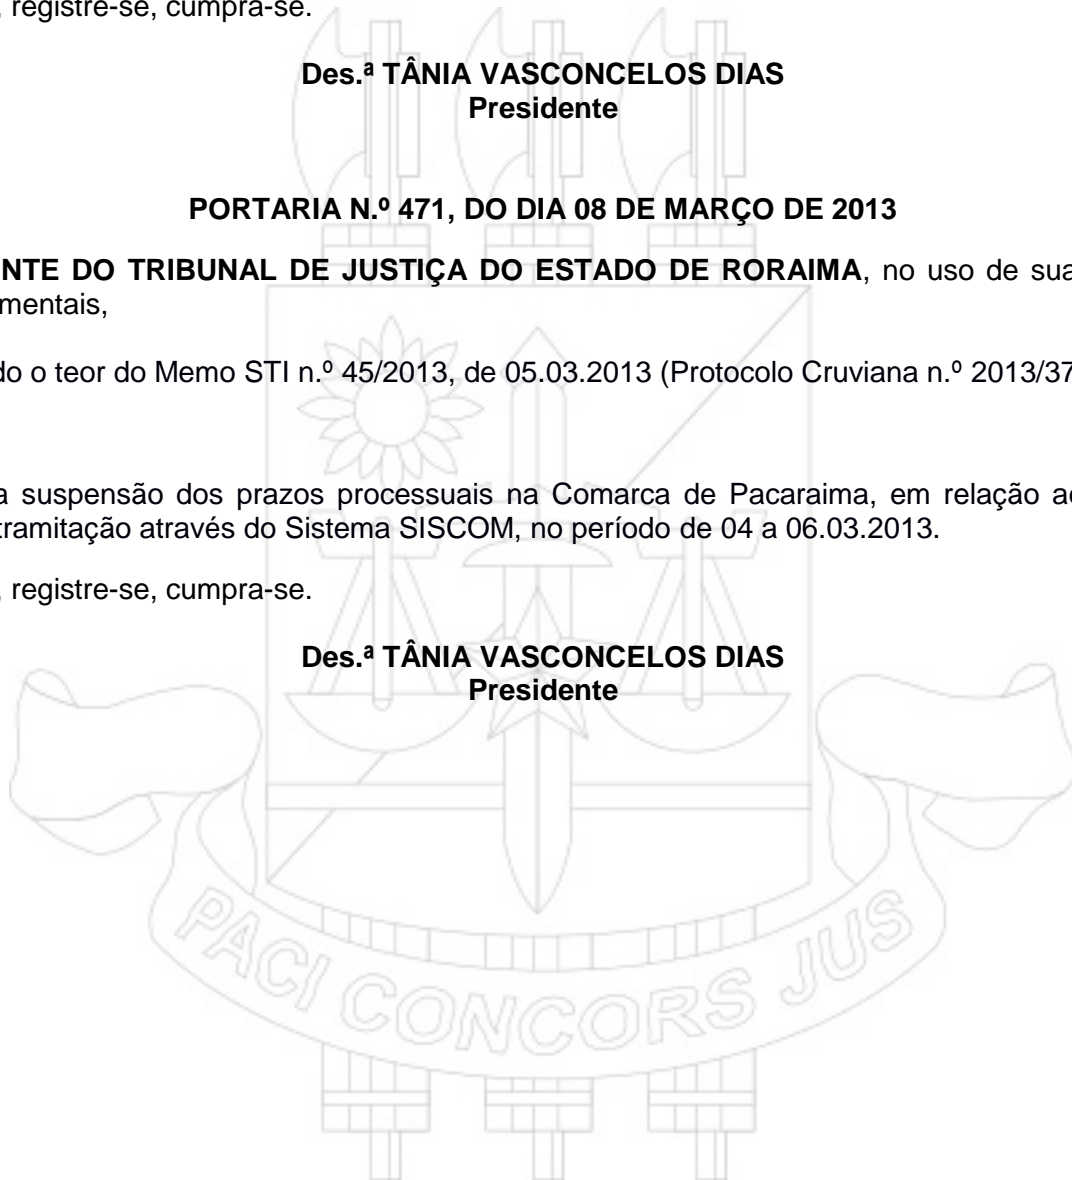 , registre-se, cumpra-se.
Des.ª TÂNIA VASCONCELOS DIAS
Presidente
PORTARIA N.º 471, DO DIA 08 DE MARÇO DE 2013
NTE DO TRIBUNAL DE JUSTIÇA DO ESTADO DE RORAIMA, no uso de sua
mentais,
do o teor do Memo STI n.º 45/2013, de 05.03.2013 (Protocolo Cruviana n.º 2013/37
a suspensão dos prazos processuais na Comarca de Pacaraima, em relação ao
tramitação através do Sistema SISCOM, no período de 04 a 06.03.2013.
, registre-se, cumpra-se.
Des.ª TÂNIA VASCONCELOS DIAS
Presidente
PACI CONCORS JUS